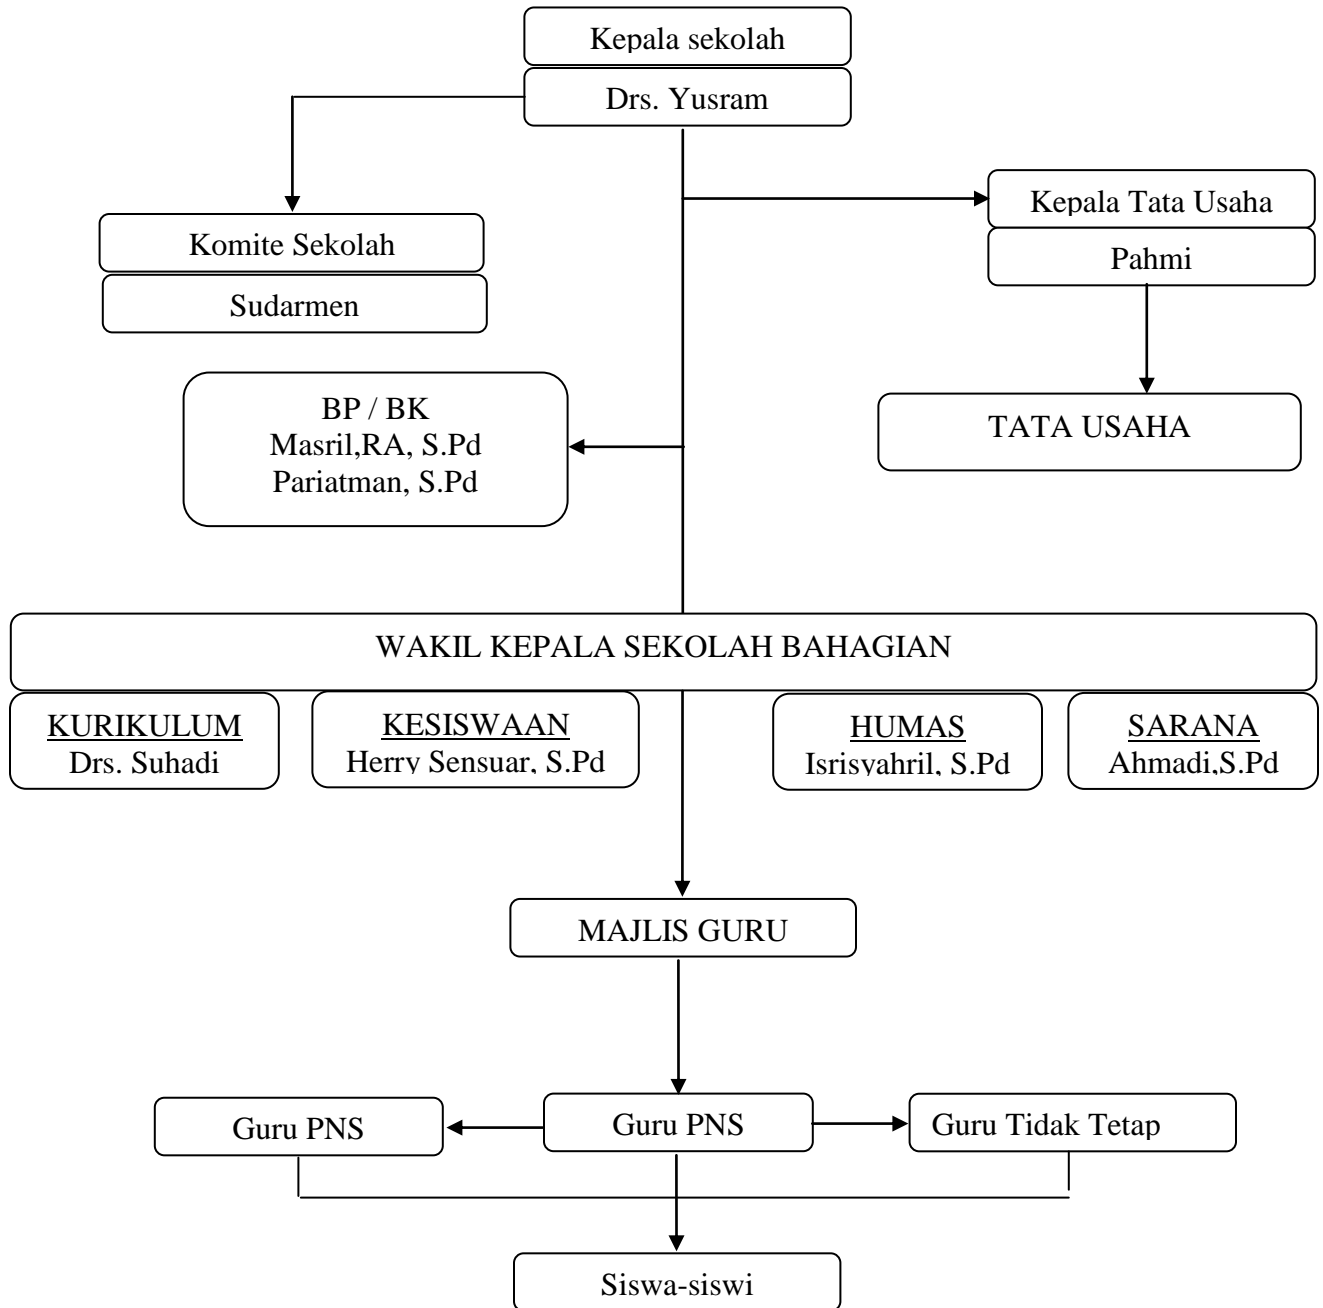 Kepala sekolah
Drs. Yusram
Kepala Tata Usaha
Pahmi
Komite Sekolah
Sudarmen
BP / BK
Masril,RA, S.Pd
Pariatman, S.Pd
TATA USAHA
WAKIL KEPALA SEKOLAH BAHAGIAN
KURIKULUM
Drs. Suhadi
KESISWAAN
Herry Sensuar, S.Pd
HUMAS
Isrisyahril, S.Pd
SARANA
Ahmadi,S.Pd
MAJLIS GURU
Guru PNS
Guru PNS
Guru Tidak Tetap
Siswa-siswi